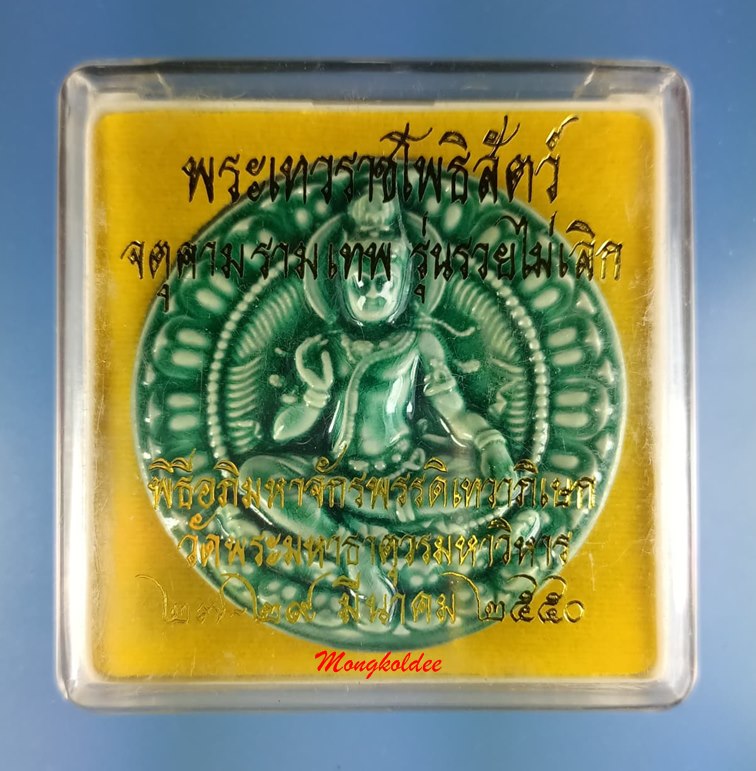 พระเทวราชโพธิสัตว์
จตุคามรามเทพ รุ่นรวยไม่เลิก
พิธีอภิมหาจักรพรรดิเทวาภิเษก
วัดพระมหาธาตุวรมหาวิหาร
๒๗-๒๙ มีนาคม ๒๕๕๐
Mongkoldee